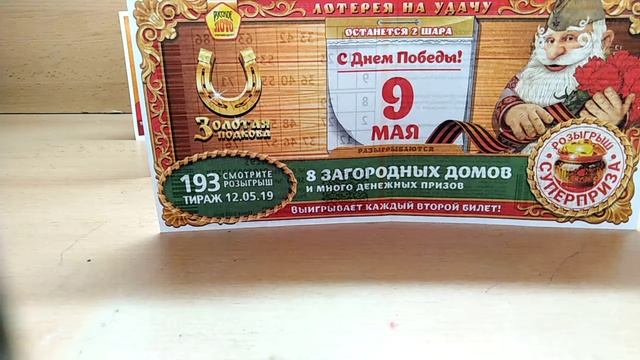 ЛОТЕРЕЯ НА УДАЧУ
РУССКОЕ
ЛОТО
ОСТАНЕТСЯ 2 ШАРА
С Днем Победы!
9
МАЯ
Золотая
ПОДКОВА
РАЗЫГРЫВАЮТСЯ
193 СМОТРИТЕ
РОЗЫГРЫШ
ТИРАЖ 12.05.19
8 ЗАГОРОДНЫХ ДОМОВ
И МНОГО ДЕНЕЖНЫХ ПРИЗОВ
ВЫИГРЫВАЕТ КАЖДЫЙ ВТОРОЙ БИЛЕТ!
РОЗЫГРЫШ
СУПЕРПРИЗА